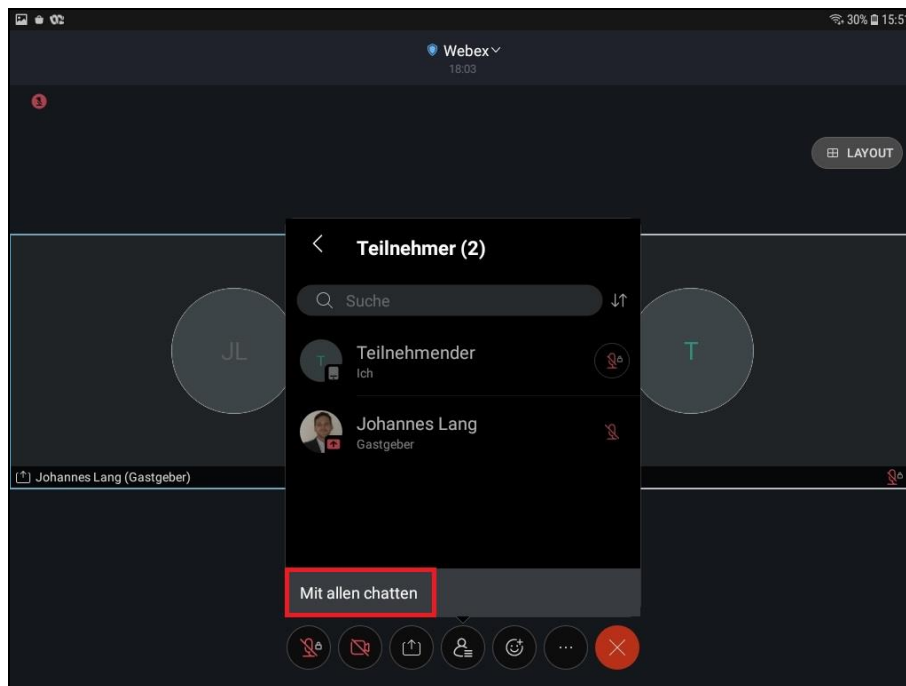 30% 15:51
Webex
18:03
LAYOUT
JL
T
Teilnehmer (2)
Suche
T
Teilnehmender
Ich
Johannes Lang
Gastgeber
Johannes Lang (Gastgeber)
Mit allen chatten